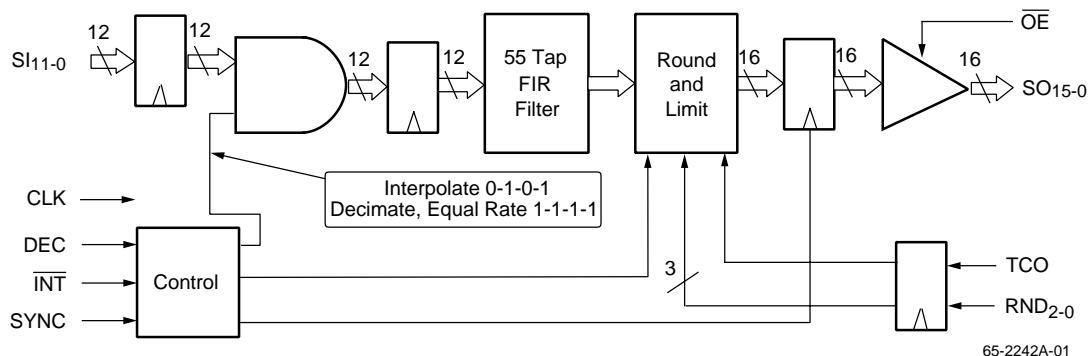 12
12
12
12
16
16
16
OE
SI11-0
55 Tap
FIR
Filter
Round
and
Limit
SO15-0
Interpolate 0-1-0-1
Decimate, Equal Rate 1-1-1-1
CLK
DEC
INT
SYNC
Control
3
TCO
RND2-0
65-2242A-01